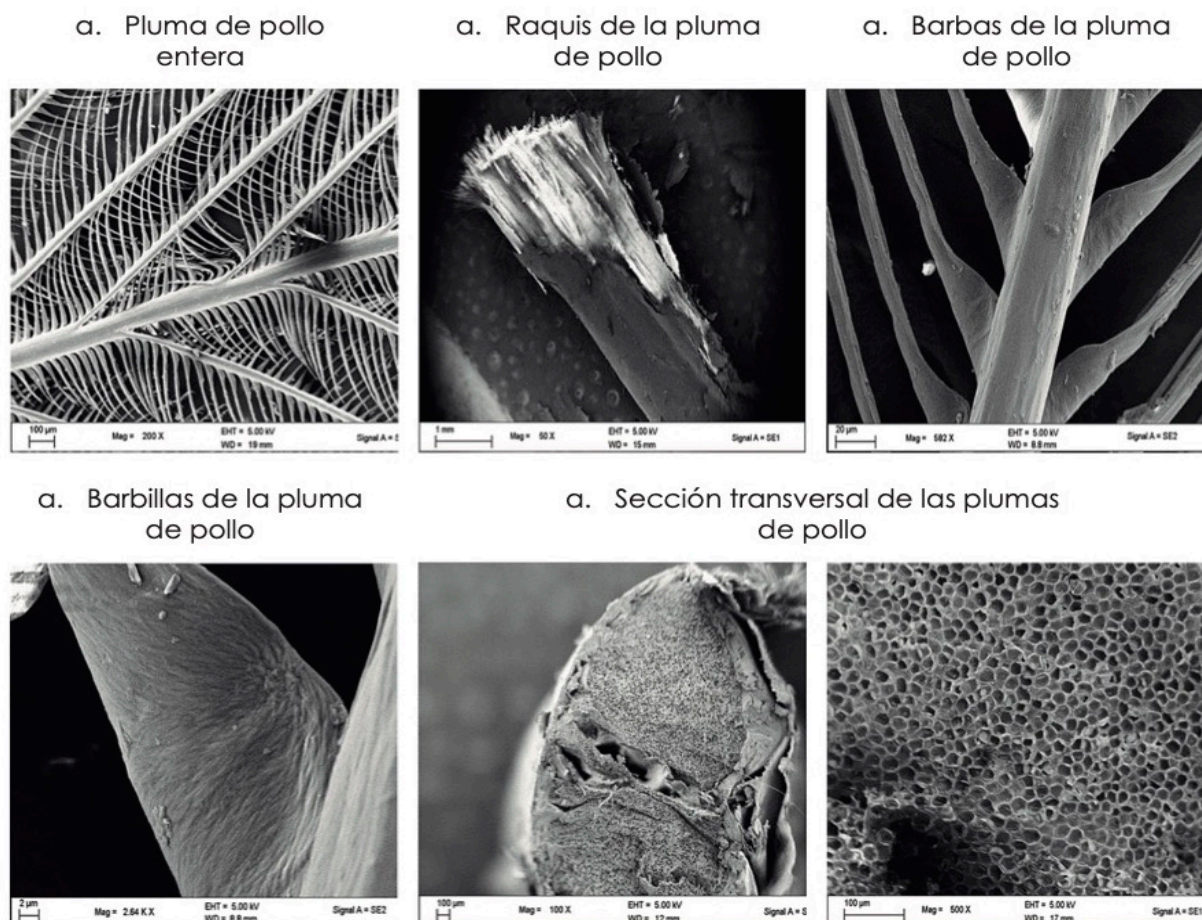 a. Pluma de pollo
entera
a. Raquis de la pluma
de pollo
a. Barbas de la pluma
de pollo
100 µm
Mag = 200 X
EHT = 5.00 kV
WD = 19 mm
Signal A = S
1 mm
Mag = 50 X
EHT = 5.00 kV
WD = 15 mm
Signal A = SE1
20 µm
Mag = 582 X
EHT = 5.00 kV
WD = 8.8 mm
Signal A = SE2
a. Barbillas de la pluma
de pollo
a. Sección transversal de las plumas
de pollo
2 µm
Mag = 2.64 K X
EHT = 5.00 kV
WD = 8.8 mm
Signal A = SE2
100 µm
Mag = 100 X
EHT = 5.00 kV
WD = 12 mm
Signal A = S
100 µm
Mag = 500 X
EHT = 5.00 kV
WD = 17 mm
Signal A = SE1